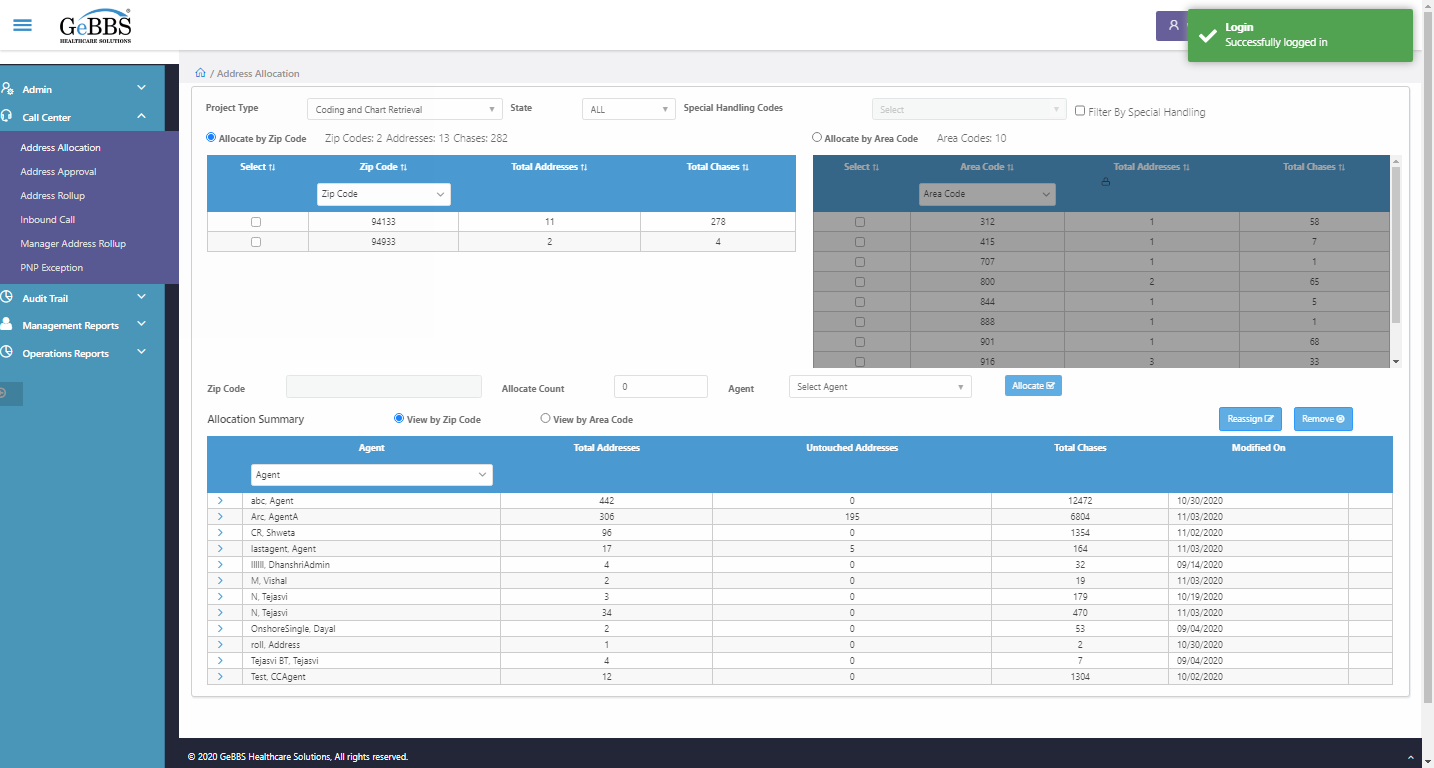 GeBBS
HEALTHCARE SOLUTIONS
Login
Successfully logged in
Admin
Call Center
Address Allocation
Address Approval
Address Rollup
Inbound Call
Manager Address Rollup
PNP Exception
Audit Trail
Management Reports
Operations Reports
/ Address Allocation
Project Type Coding and Chart Retrieval State ALL Special Handling Codes Select Filter By Special Handling
Allocate by Zip Code Zip Codes: 2 Addresses: 13 Chases: 282
Select Zip Code Total Addresses Total Chases
Zip Code
94133 11 278
94933 2 4
Allocate by Area Code Area Codes: 10
Select Area Code Total Addresses Total Chases
Area Code
312 1 58
415 1 7
707 1 1
800 2 65
844 1 5
888 1 1
901 1 68
916 3 33
Zip Code Allocate Count 0 Agent Select Agent Allocate
Allocation Summary View by Zip Code View by Area Code Reassign Remove
Agent Total Addresses Untouched Addresses Total Chases Modified On
Agent
abc, Agent 442 0 12472 10/30/2020
Arc, AgentA 306 195 6804 11/03/2020
CR, Shweta 96 0 1354 11/02/2020
lastagent, Agent 17 5 164 11/03/2020
DhanshriAdmin 4 0 32 09/14/2020
M, Vishal 2 0 19 11/03/2020
N, Tejasvi 3 0 179 10/19/2020
N, Tejasvi 34 0 470 11/03/2020
OnshoreSingle, Dayal 2 0 53 09/04/2020
roll, Address 1 0 2 10/30/2020
Tejasvi BT, Tejasvi 4 0 7 09/04/2020
Test, CCAgent 12 0 1304 10/02/2020
© 2020 GeBBS Healthcare Solutions, All rights reserved.